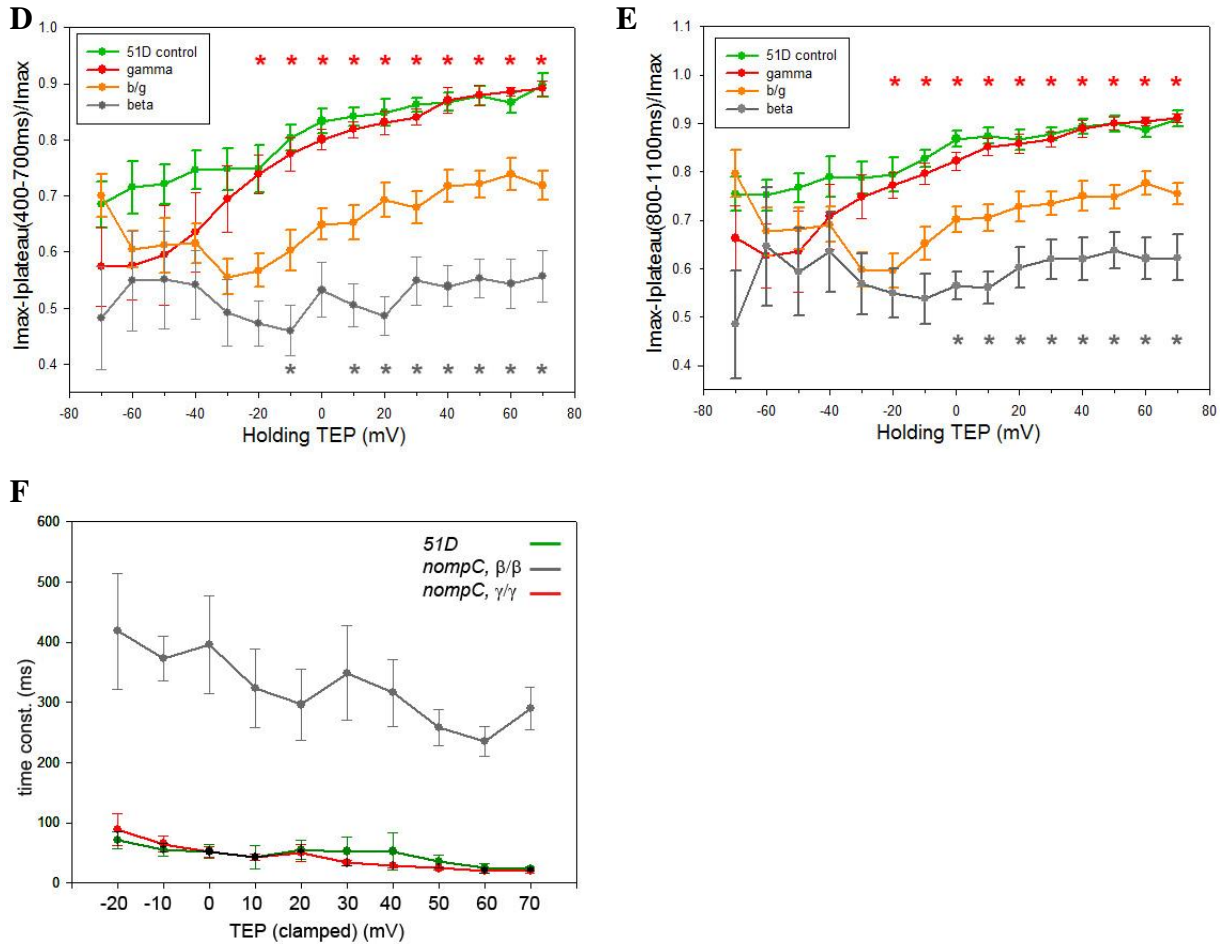 D
1.0
0.9
0.8
0.7
0.6
0.5
0.4
Imax-Iplateau(400-700ms)/Imax
51D control
gamma
b/g
beta
* * * * * * * * * *
* * * * * * * *
-80 -60 -40 -20 0 20 40 60 80
Holding TEP (mV)
E
1.1
1.0
0.9
0.8
0.7
0.6
0.5
0.4
Imax-Iplateau(800-1100ms)/Imax
51D control
gamma
b/g
beta
* * * * * * * * * *
* * * * * * * *
-80 -60 -40 -20 0 20 40 60 80
Holding TEP (mV)
F
600
500
400
300
200
100
0
time const. (ms)
51D
nompC, β/β
nompC, γ/γ
-20 -10 0 10 20 30 40 50 60 70
TEP (clamped) (mV)